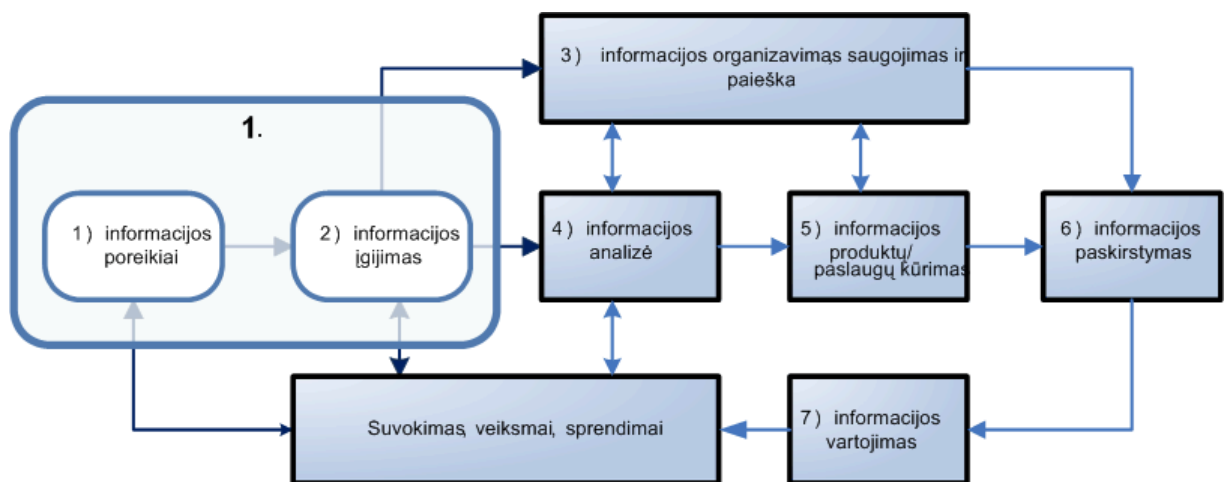 3) informacijos organizavimąs saugojimas ir
paieška
1.
1) informacijos
poreikiai
2) informacijos
įgijimas
4) informacijos
analizė
5) informacijos
produktų/
paslaugų kūrimas
6) informacijos
paskirstymas
Suvokimas, veiksmai, sprendimai
7) informacijos
vartojimas